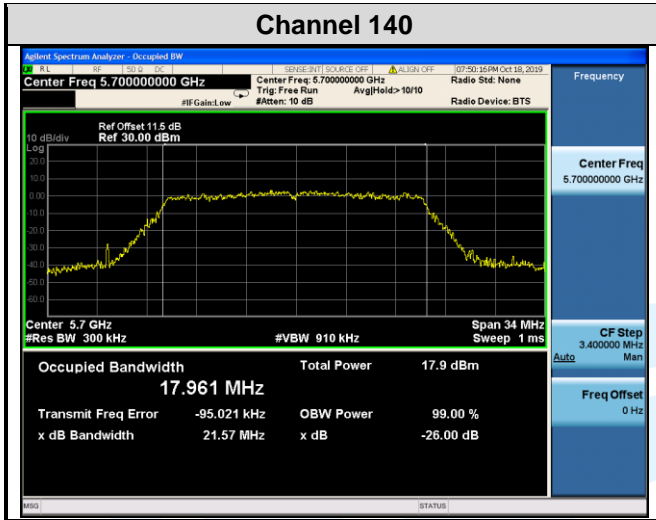 Channel 140
Agilent Spectrum Analyzer - Occupied BW
RL RF 50 Ω DC SENSE:INT SOURCE OFF ALIGN OFF 07:50:16PM Oct 18, 2019
Center Freq 5.700000000 GHz
Center Freq: 5.700000000 GHz
Radio Std: None
Trig: Free Run Avg|Hold:>10/10
#IFGain:Low #Atten: 10 dB Radio Device: BTS
Frequency
Ref Offset 11.5 dB
10 dB/div Ref 30.00 dBm
Log
20.0
10.0
0.00
-10.0
-20.0
-30.0
-40.0
-50.0
-60.0
Center 5.7 GHz Span 34 MHz
#Res BW 300 kHz #VBW 910 kHz Sweep 1 ms
Occupied Bandwidth Total Power 17.9 dBm
17.961 MHz
Transmit Freq Error -95.021 kHz OBW Power 99.00 %
x dB Bandwidth 21.57 MHz x dB -26.00 dB
Center Freq
5.700000000 GHz
CF Step
3.400000 MHz
Auto Man
Freq Offset
0 Hz
MSG STATUS